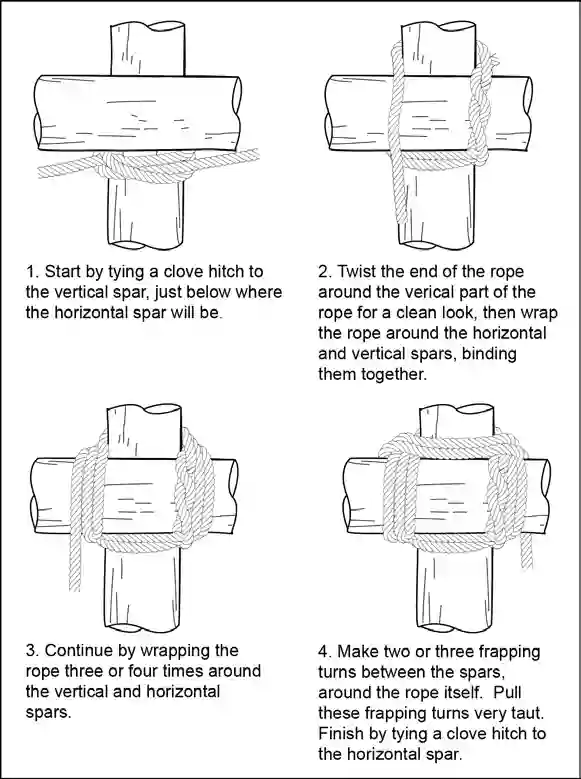 1. Start by tying a clove hitch to
the vertical spar, just below where
the horizontal spar will be.
2. Twist the end of the rope
around the verical part of the
rope for a clean look, then wrap
the rope around the horizontal
and vertical spars, binding
them together.
3. Continue by wrapping the
rope three or four times around
the vertical and horizontal
spars.
4. Make two or three frapping
turns between the spars,
around the rope itself.  Pull
these frapping turns very taut.
Finish by tying a clove hitch to
the horizontal spar.